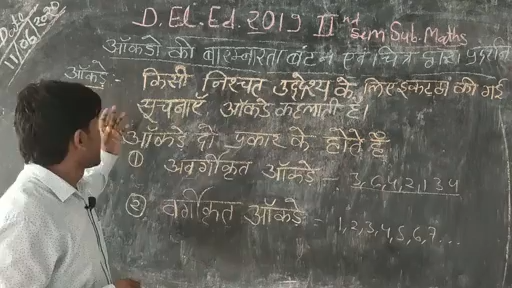 Date
11/06/2020
D.El.Ed. 2019 IInd Sem Sub. Maths
आँकडो की बारम्बारता बंटन एवं चित्र द्वारा प्रदर्शन
आँकड़े:- किसी निश्चित उद्देश्य के लिए इकट्ठा की गई
सूचनाएँ, आँकडे कहलाती है।
आँकडे दो प्रकार के होते हैं
① अवर्गीकृत आँकडे:- 3, 6, 4, 2, 1 3 4
② वर्गीकृत आँकडे:- 1, 2, 3, 4, 5, 6, 7...